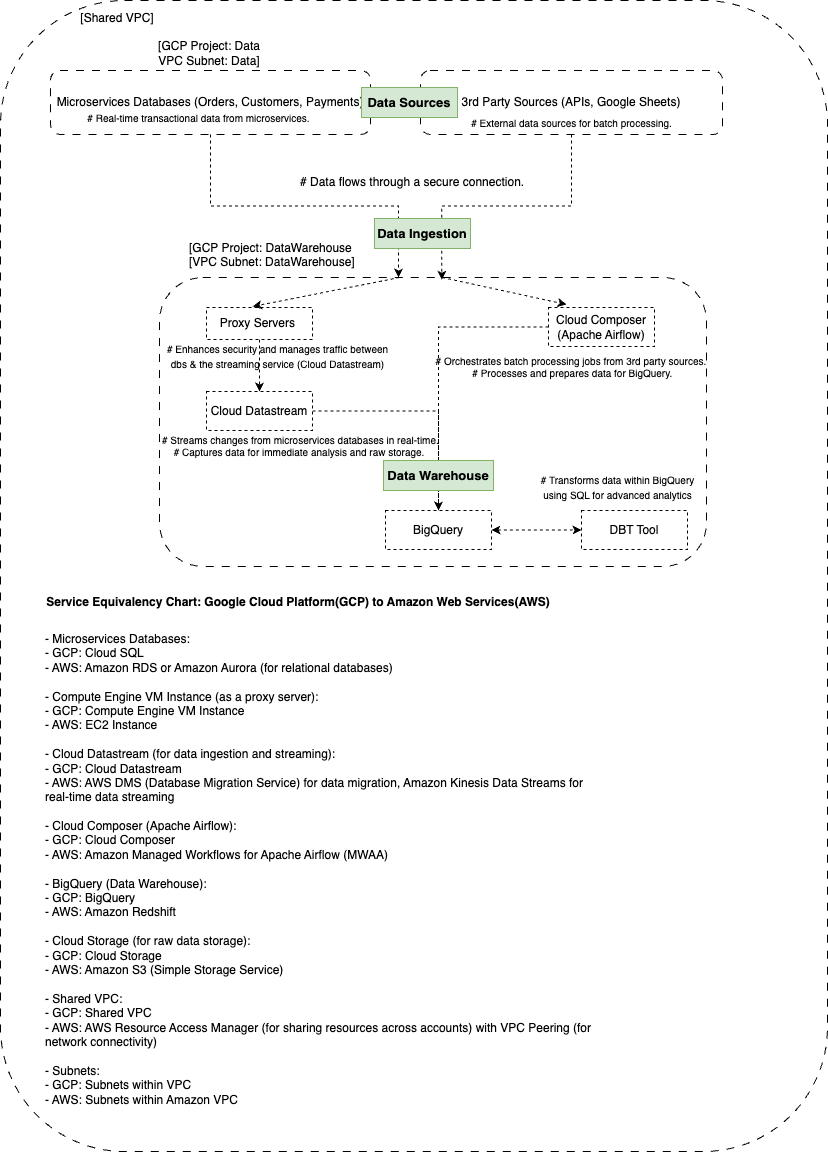 [Shared VPC]
[GCP Project: Data
VPC Subnet: Data]
Microservices Databases (Orders, Customers, Payments)
# Real-time transactional data from microservices.
Data Sources
3rd Party Sources (APIs, Google Sheets)
# External data sources for batch processing.
# Data flows through a secure connection.
Data Ingestion
[GCP Project: DataWarehouse
[VPC Subnet: DataWarehouse]
Proxy Servers
# Enhances security and manages traffic between
dbs & the streaming service (Cloud Datastream)
Cloud Composer
(Apache Airflow)
# Orchestrates batch processing jobs from 3rd party sources.
# Processes and prepares data for BigQuery.
Cloud Datastream
# Streams changes from microservices databases in real-time.
# Captures data for immediate analysis and raw storage.
Data Warehouse
# Transforms data within BigQuery
using SQL for advanced analytics
BigQuery
DBT Tool
Service Equivalency Chart: Google Cloud Platform(GCP) to Amazon Web Services(AWS)
- Microservices Databases:
- GCP: Cloud SQL
- AWS: Amazon RDS or Amazon Aurora (for relational databases)
- Compute Engine VM Instance (as a proxy server):
- GCP: Compute Engine VM Instance
- AWS: EC2 Instance
- Cloud Datastream (for data ingestion and streaming):
- GCP: Cloud Datastream
- AWS: AWS DMS (Database Migration Service) for data migration, Amazon Kinesis Data Streams for
real-time data streaming
- Cloud Composer (Apache Airflow):
- GCP: Cloud Composer
- AWS: Amazon Managed Workflows for Apache Airflow (MWAA)
- BigQuery (Data Warehouse):
- GCP: BigQuery
- AWS: Amazon Redshift
- Cloud Storage (for raw data storage):
- GCP: Cloud Storage
- AWS: Amazon S3 (Simple Storage Service)
- Shared VPC:
- GCP: Shared VPC
- AWS: AWS Resource Access Manager (for sharing resources across accounts) with VPC Peering (for
network connectivity)
- Subnets:
- GCP: Subnets within VPC
- AWS: Subnets within Amazon VPC